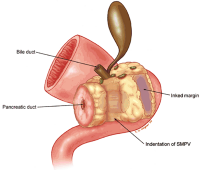 Bile duct
Inked margin
Pancreatic duct
Indentation of SMPV